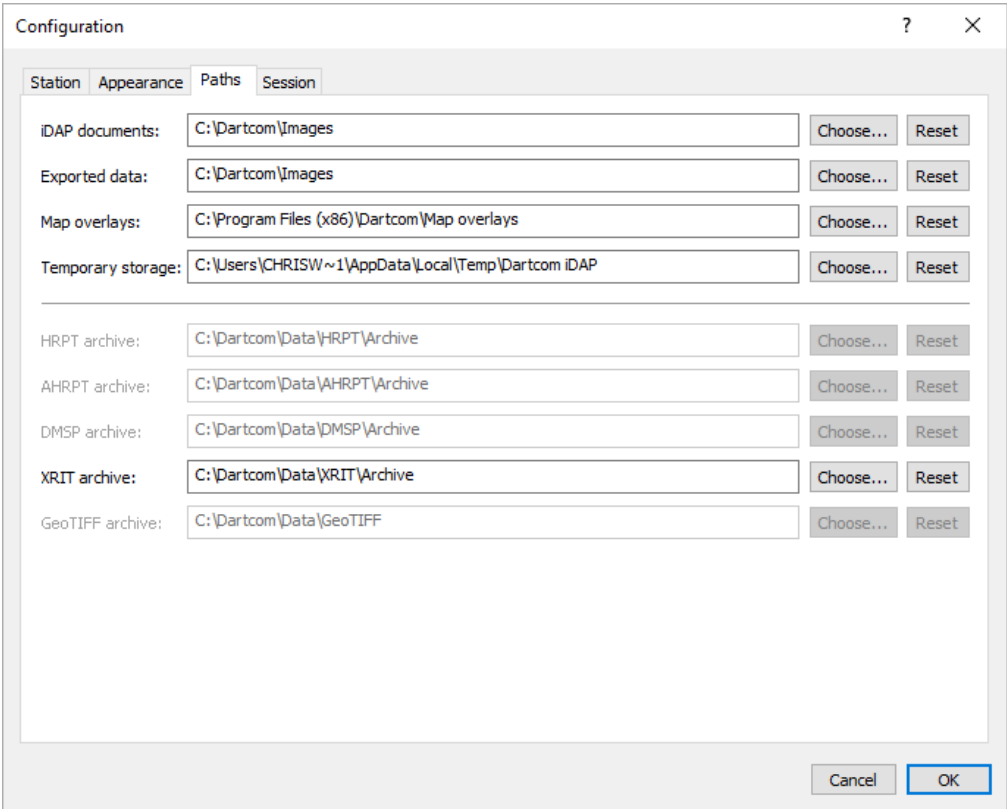 Configuration ?
Station Appearance Paths Session
iDAP documents: C:\Dartcom\Images Choose... Reset
Exported data: C:\Dartcom\Images Choose... Reset
Map overlays: C:\Program Files (x86)\Dartcom\Map overlays Choose... Reset
Temporary storage: C:\Users\CHRISW~1\AppData\Local\Temp\Dartcom iDAP Choose... Reset
HRPT archive: C:\Dartcom\Data\HRPT\Archive Choose... Reset
AHRPT archive: C:\Dartcom\Data\AHRPT\Archive Choose... Reset
DMSP archive: C:\Dartcom\Data\DMSP\Archive Choose... Reset
XRIT archive: C:\Dartcom\Data\XRIT\Archive Choose... Reset
GeoTIFF archive: C:\Dartcom\Data\GeoTIFF Choose... Reset
Cancel OK